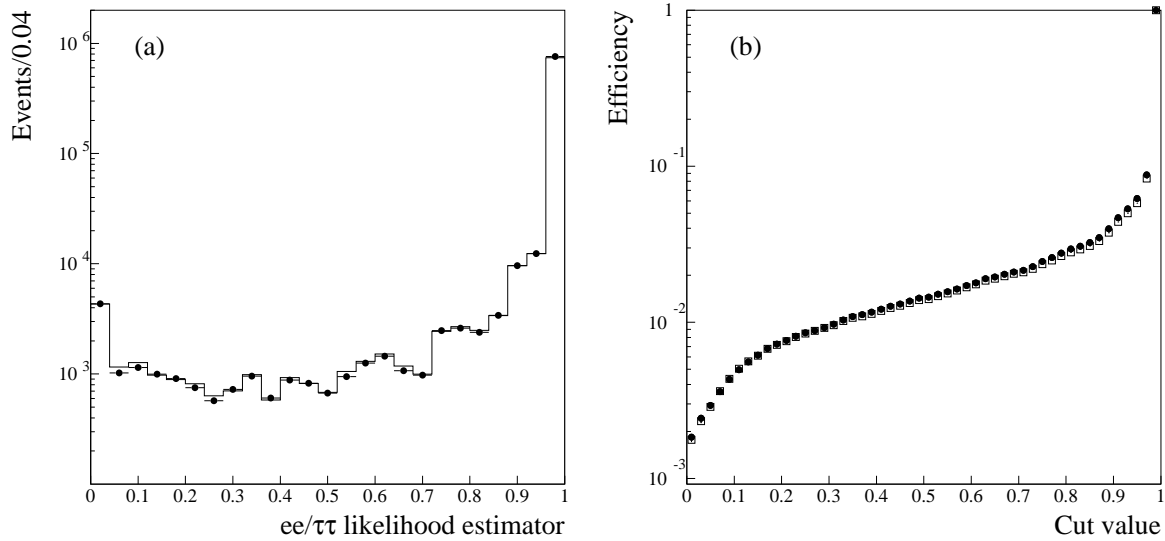 (a)
Events/0.04
10^6
10^5
10^4
10^3
0 0.1 0.2 0.3 0.4 0.5 0.6 0.7 0.8 0.9 1
ee/ττ likelihood estimator
(b)
Efficiency
1
10^-1
10^-2
10^-3
0 0.1 0.2 0.3 0.4 0.5 0.6 0.7 0.8 0.9 1
Cut value